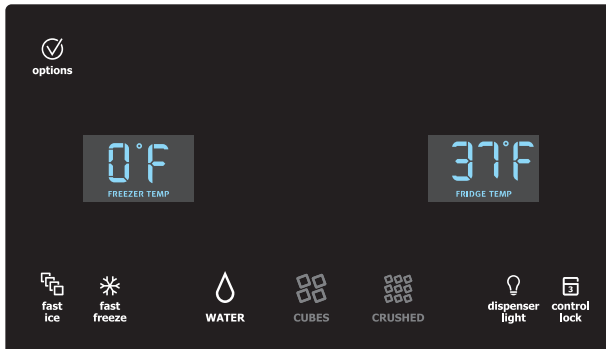 options
0°F
FREEZER TEMP
37°F
FRIDGE TEMP
fast
ice
fast
freeze
WATER
CUBES
CRUSHED
dispenser
light
3
control
lock